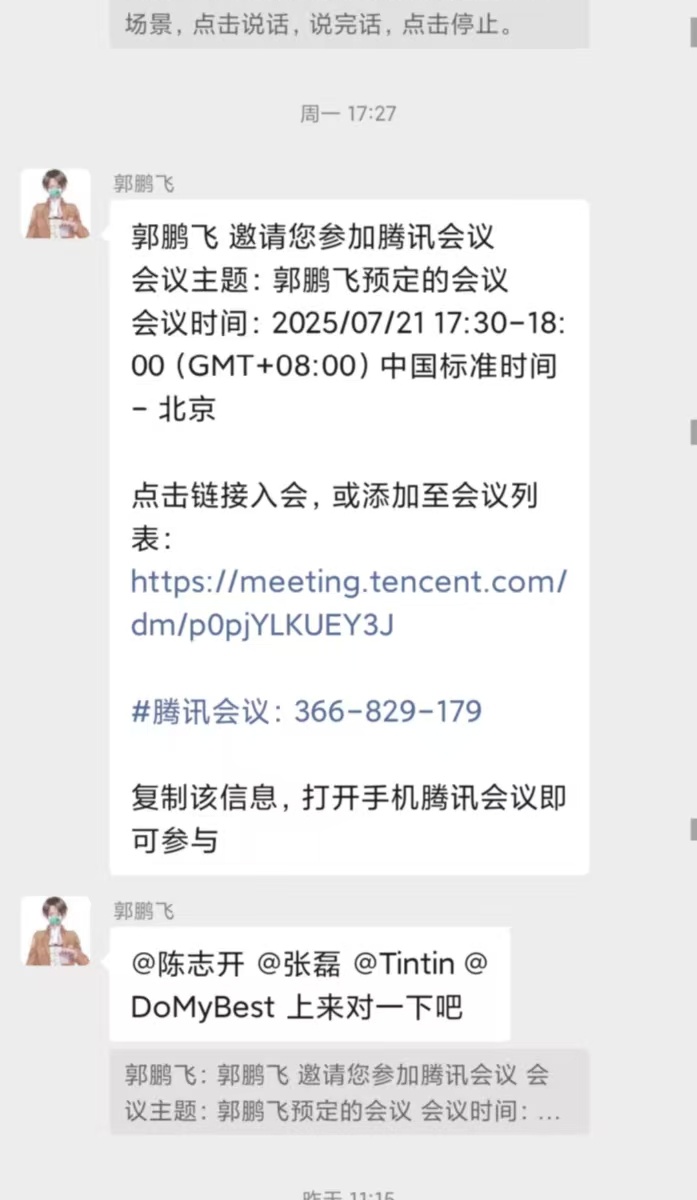 场景，点击说话，说完话，点击停止。
周一 17:27
郭鹏飞
郭鹏飞 邀请您参加腾讯会议
会议主题：郭鹏飞预定的会议
会议时间：2025/07/21 17:30-18:
00 (GMT+08:00) 中国标准时间
- 北京
点击链接入会，或添加至会议列
表：
https://meeting.tencent.com/
dm/p0pjYLKUEY3J
#腾讯会议：366-829-179
复制该信息，打开手机腾讯会议即
可参与
郭鹏飞
@陈志开 @张磊 @Tintin @
DoMyBest 上来对一下吧
郭鹏飞：郭鹏飞 邀请您参加腾讯会议 会
议主题：郭鹏飞预定的会议 会议时间：...
昨天 11:15